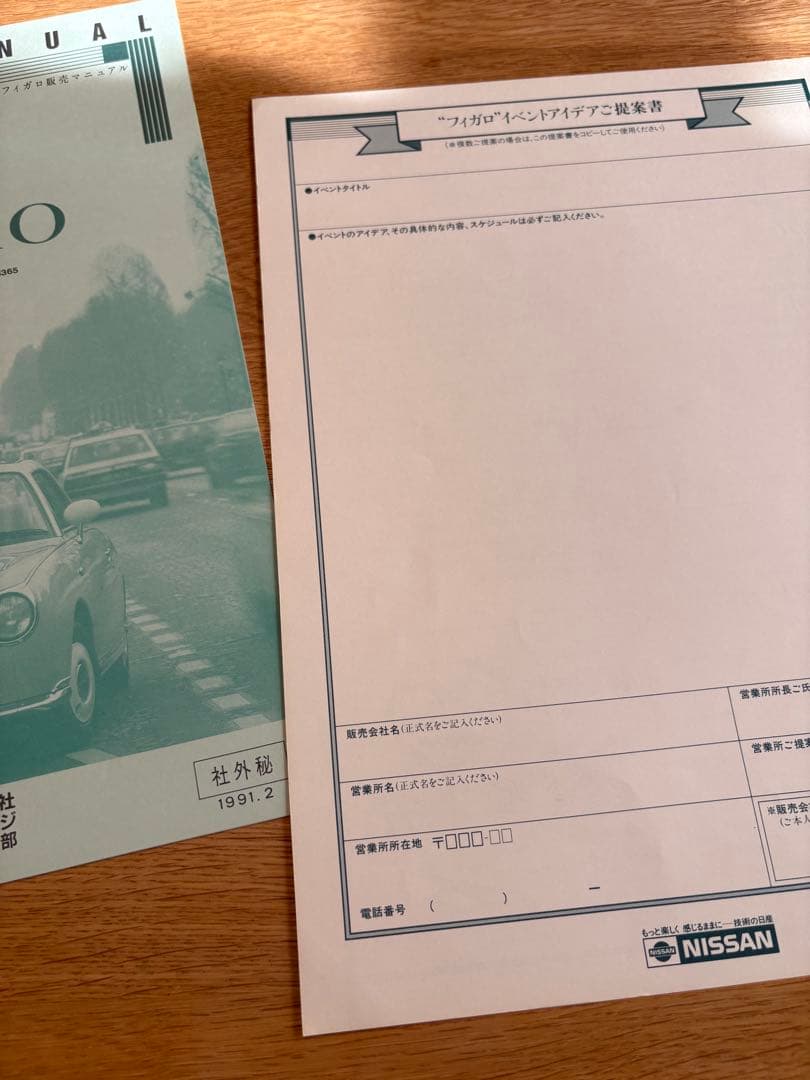 NUAL
フィガロ販売マニュアル
RO
365
社外秘
1991.2
社
ジ
部
“フィガロ”イベントアイデアご提案書
(※複数ご提案の場合は、この提案書をコピーしてご使用ください)
●イベントタイトル
●イベントのアイデア、その具体的な内容、スケジュールは必ずご記入ください。
販売会社名(正式名をご記入ください)
営業所所長ご氏
営業所名(正式名をご記入ください)
営業所ご提案
営業所所在地 〒□□□-□□
※販売会
(ご本人
電話番号 ( ) ―
もっと楽しく 感じるままに――技術の日産
NISSAN NISSAN